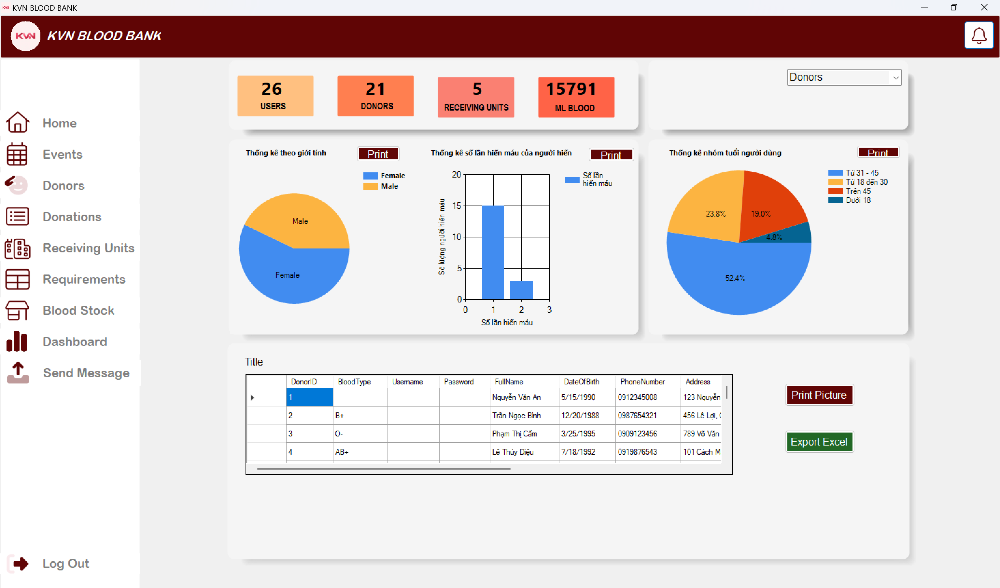 KVN KVN BLOOD BANK
KVN KVN BLOOD BANK
Home
Events
Donors
Donations
Receiving Units
Requirements
Blood Stock
Dashboard
Send Message
Log Out
26
USERS
21
DONORS
5
RECEIVING UNITS
15791
ML BLOOD
Donors
Thống kê theo giới tính
Print
Female
Male
Male
Female
Thống kê số lần hiến máu của người hiến
Print
Số lần
hiến máu
20
15
10
5
0
0 1 2 3
Số lượng người hiến máu
Số lần hiến máu
Thống kê nhóm tuổi người dùng
Print
Từ 31 - 45
Từ 18 đến 30
Trên 45
Dưới 18
23.8%
19.0%
4.8%
52.4%
Title
DonorID BloodType Username Password FullName DateOfBirth PhoneNumber Address
1 Nguyễn Văn An 5/15/1990 0912345008 123 Nguyễn
2 B+ Trần Ngọc Bình 12/20/1988 0987654321 456 Lê Lợi,
3 O- Phạm Thị Cẩm 3/25/1995 0909123456 789 Võ Văn
4 AB+ Lê Thúy Diệu 7/18/1992 0919876543 101 Cách M
Print Picture
Export Excel